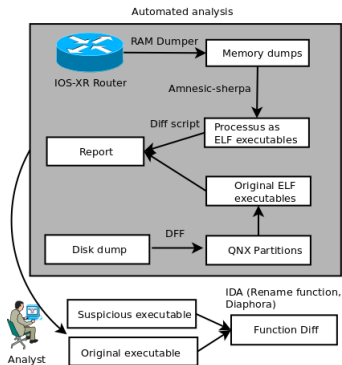 Automated analysis
RAM Dumper
Memory dumps
IOS-XR Router
Amnesic-sherpa
Diff script
Processus as
ELF executables
Report
Original ELF
executables
DFF
Disk dump
QNX Partitions
IDA (Rename function,
Diaphora)
Suspicious executable
Function Diff
Original executable
Analyst